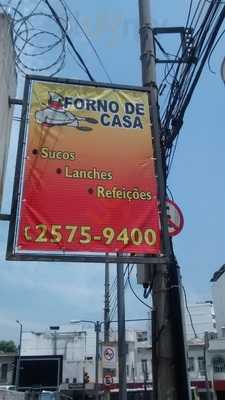 FORNO DE
CASA
• Sucos
• Lanches
• Refeições
2575-9400